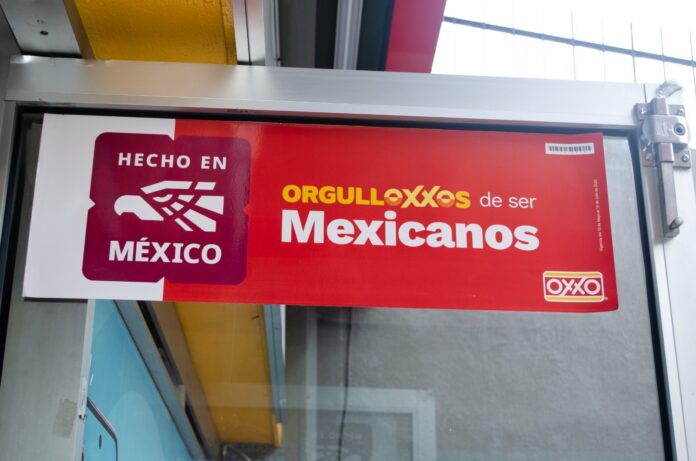 HECHO EN
MÉXICO
ORGULLOXXOS de ser
Mexicanos
OXXO